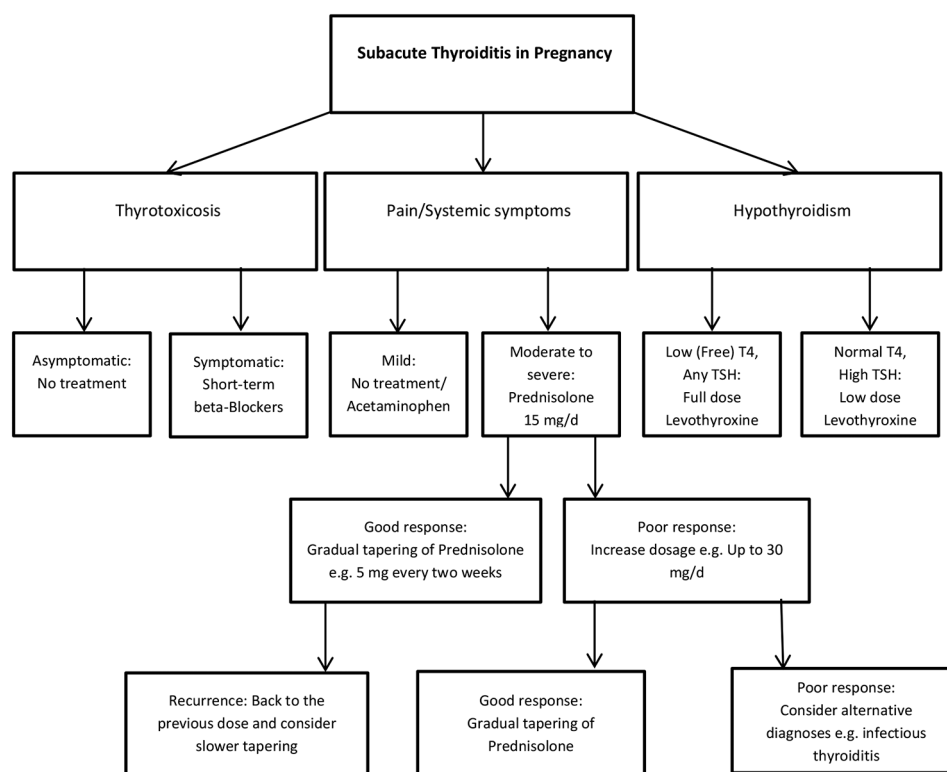 Subacute Thyroiditis in Pregnancy
Thyrotoxicosis
Pain/Systemic symptoms
Hypothyroidism
Asymptomatic:
No treatment
Symptomatic:
Short-term
beta-Blockers
Mild:
No treatment/
Acetaminophen
Moderate to
severe:
Prednisolone
15 mg/d
Low (Free) T4,
Any TSH:
Full dose
Levothyroxine
Normal T4,
High TSH:
Low dose
Levothyroxine
Good response:
Gradual tapering of Prednisolone
e.g. 5 mg every two weeks
Poor response:
Increase dosage e.g. Up to 30
mg/d
Recurrence: Back to the
previous dose and consider
slower tapering
Good response:
Gradual tapering of
Prednisolone
Poor response:
Consider alternative
diagnoses e.g. infectious
thyroiditis